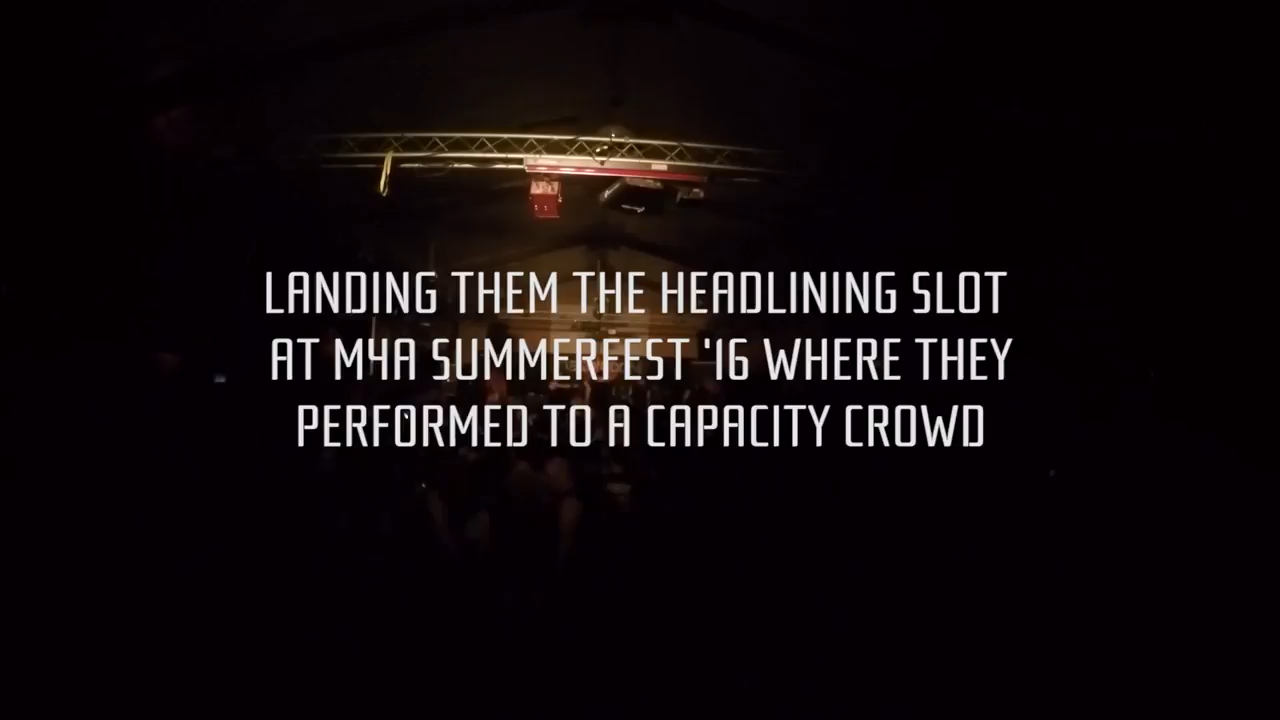 LANDING THEM THE HEADLINING SLOT
AT M4A SUMMERFEST '16 WHERE THEY
PERFORMED TO A CAPACITY CROWD